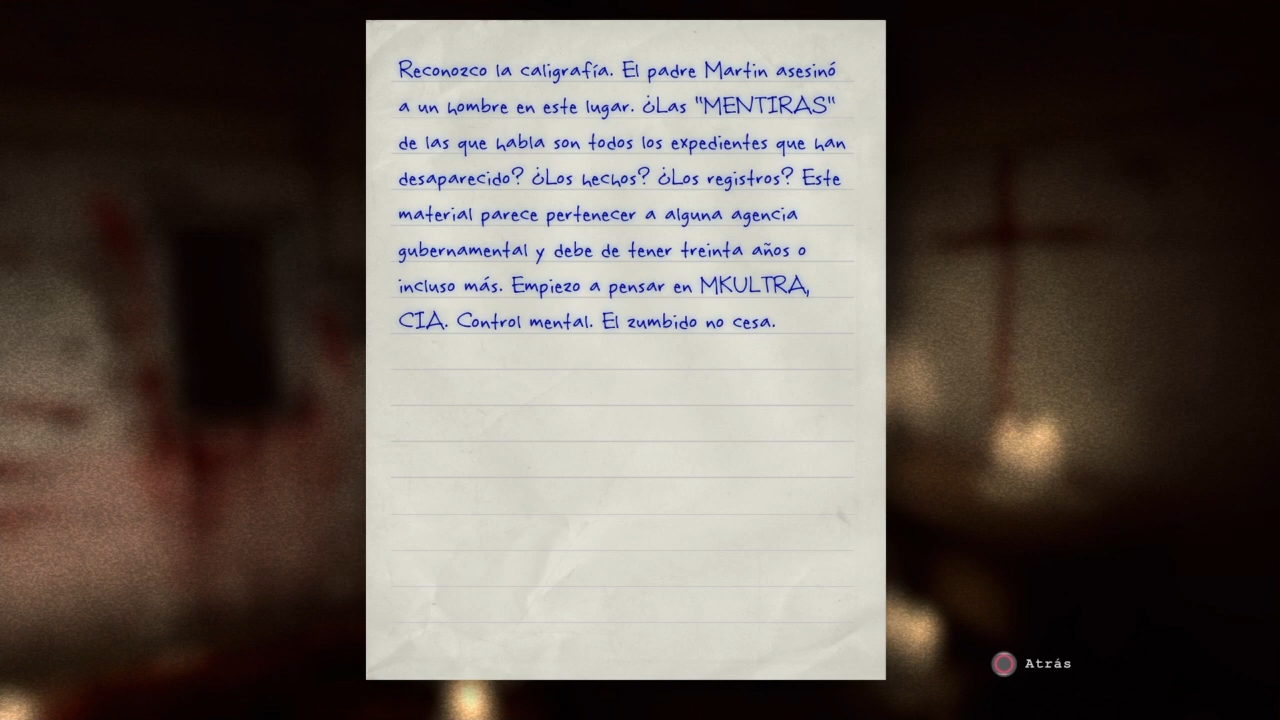 Reconozco la caligrafía. El padre Martin asesinó
a un hombre en este lugar. ¿Las "MENTIRAS"
de las que habla son todos los expedientes que han
desaparecido? ¿Los hechos? ¿Los registros? Este
material parece pertenecer a alguna agencia
gubernamental y debe de tener treinta años o
incluso más. Empiezo a pensar en MKULTRA,
CIA. Control mental. El zumbido no cesa.
Atrás